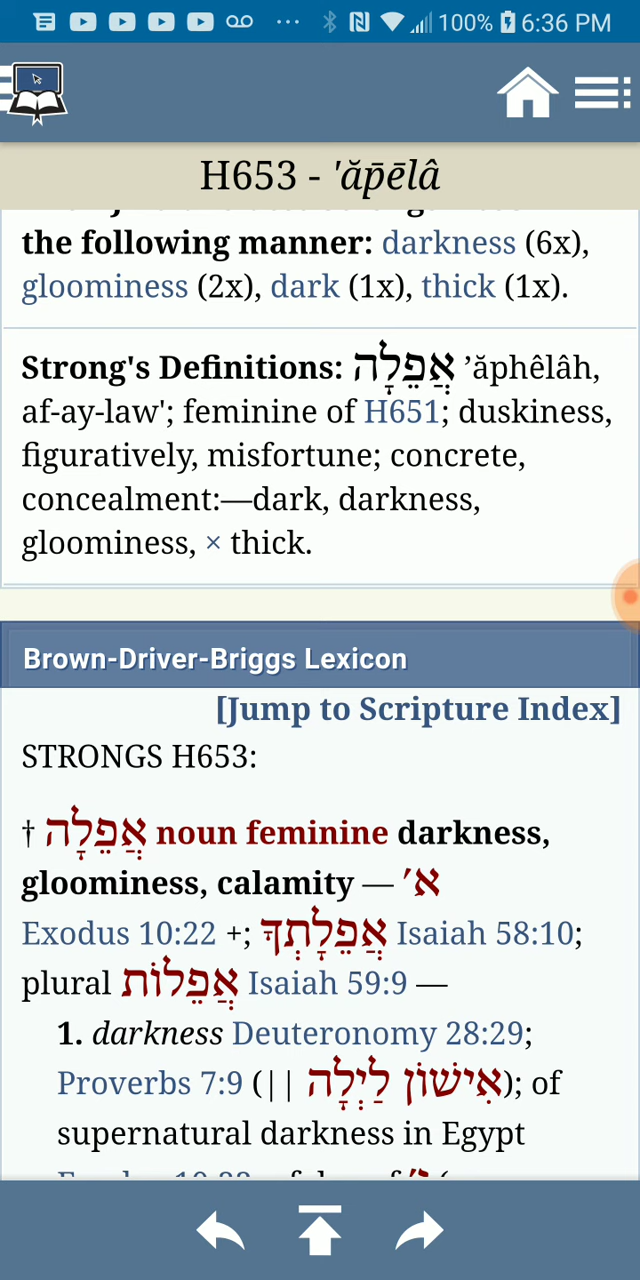 100% 6:36 PM
H653 - 'ăp̄ēlâ
the following manner: darkness (6x),
gloominess (2x), dark (1x), thick (1x).
Strong's Definitions: אֲפֵלָה ʼăphêlâh,
af-ay-law'; feminine of H651; duskiness,
figuratively, misfortune; concrete,
concealment:—dark, darkness,
gloominess, × thick.
Brown-Driver-Briggs Lexicon
[Jump to Scripture Index]
STRONGS H653:
† אֲפֵלָה noun feminine darkness,
gloominess, calamity — א׳
Exodus 10:22 +; אֲפֵלָתְךָ Isaiah 58:10;
plural אֲפֵלוֺת Isaiah 59:9 —
1. darkness Deuteronomy 28:29;
Proverbs 7:9 (|| אִישׁוֺן לַיְלָה); of
supernatural darkness in Egypt